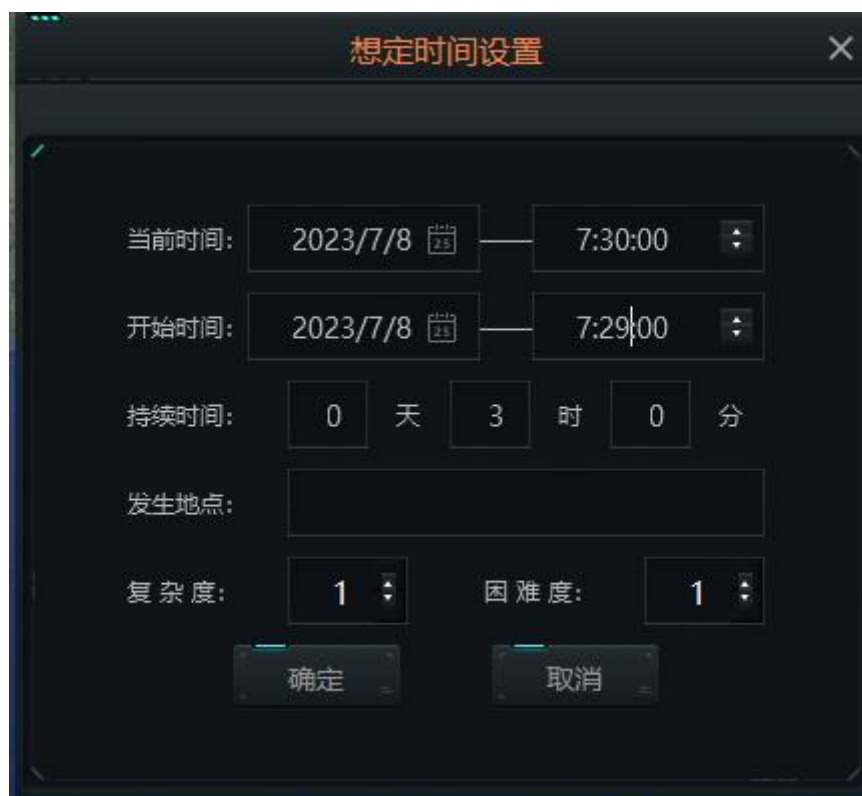 想定时间设置
当前时间: 2023/7/8 25 — 7:30:00
开始时间: 2023/7/8 25 — 7:29:00
持续时间: 0 天 3 时 0 分
发生地点:
复杂度: 1 困难度: 1
确定 取消